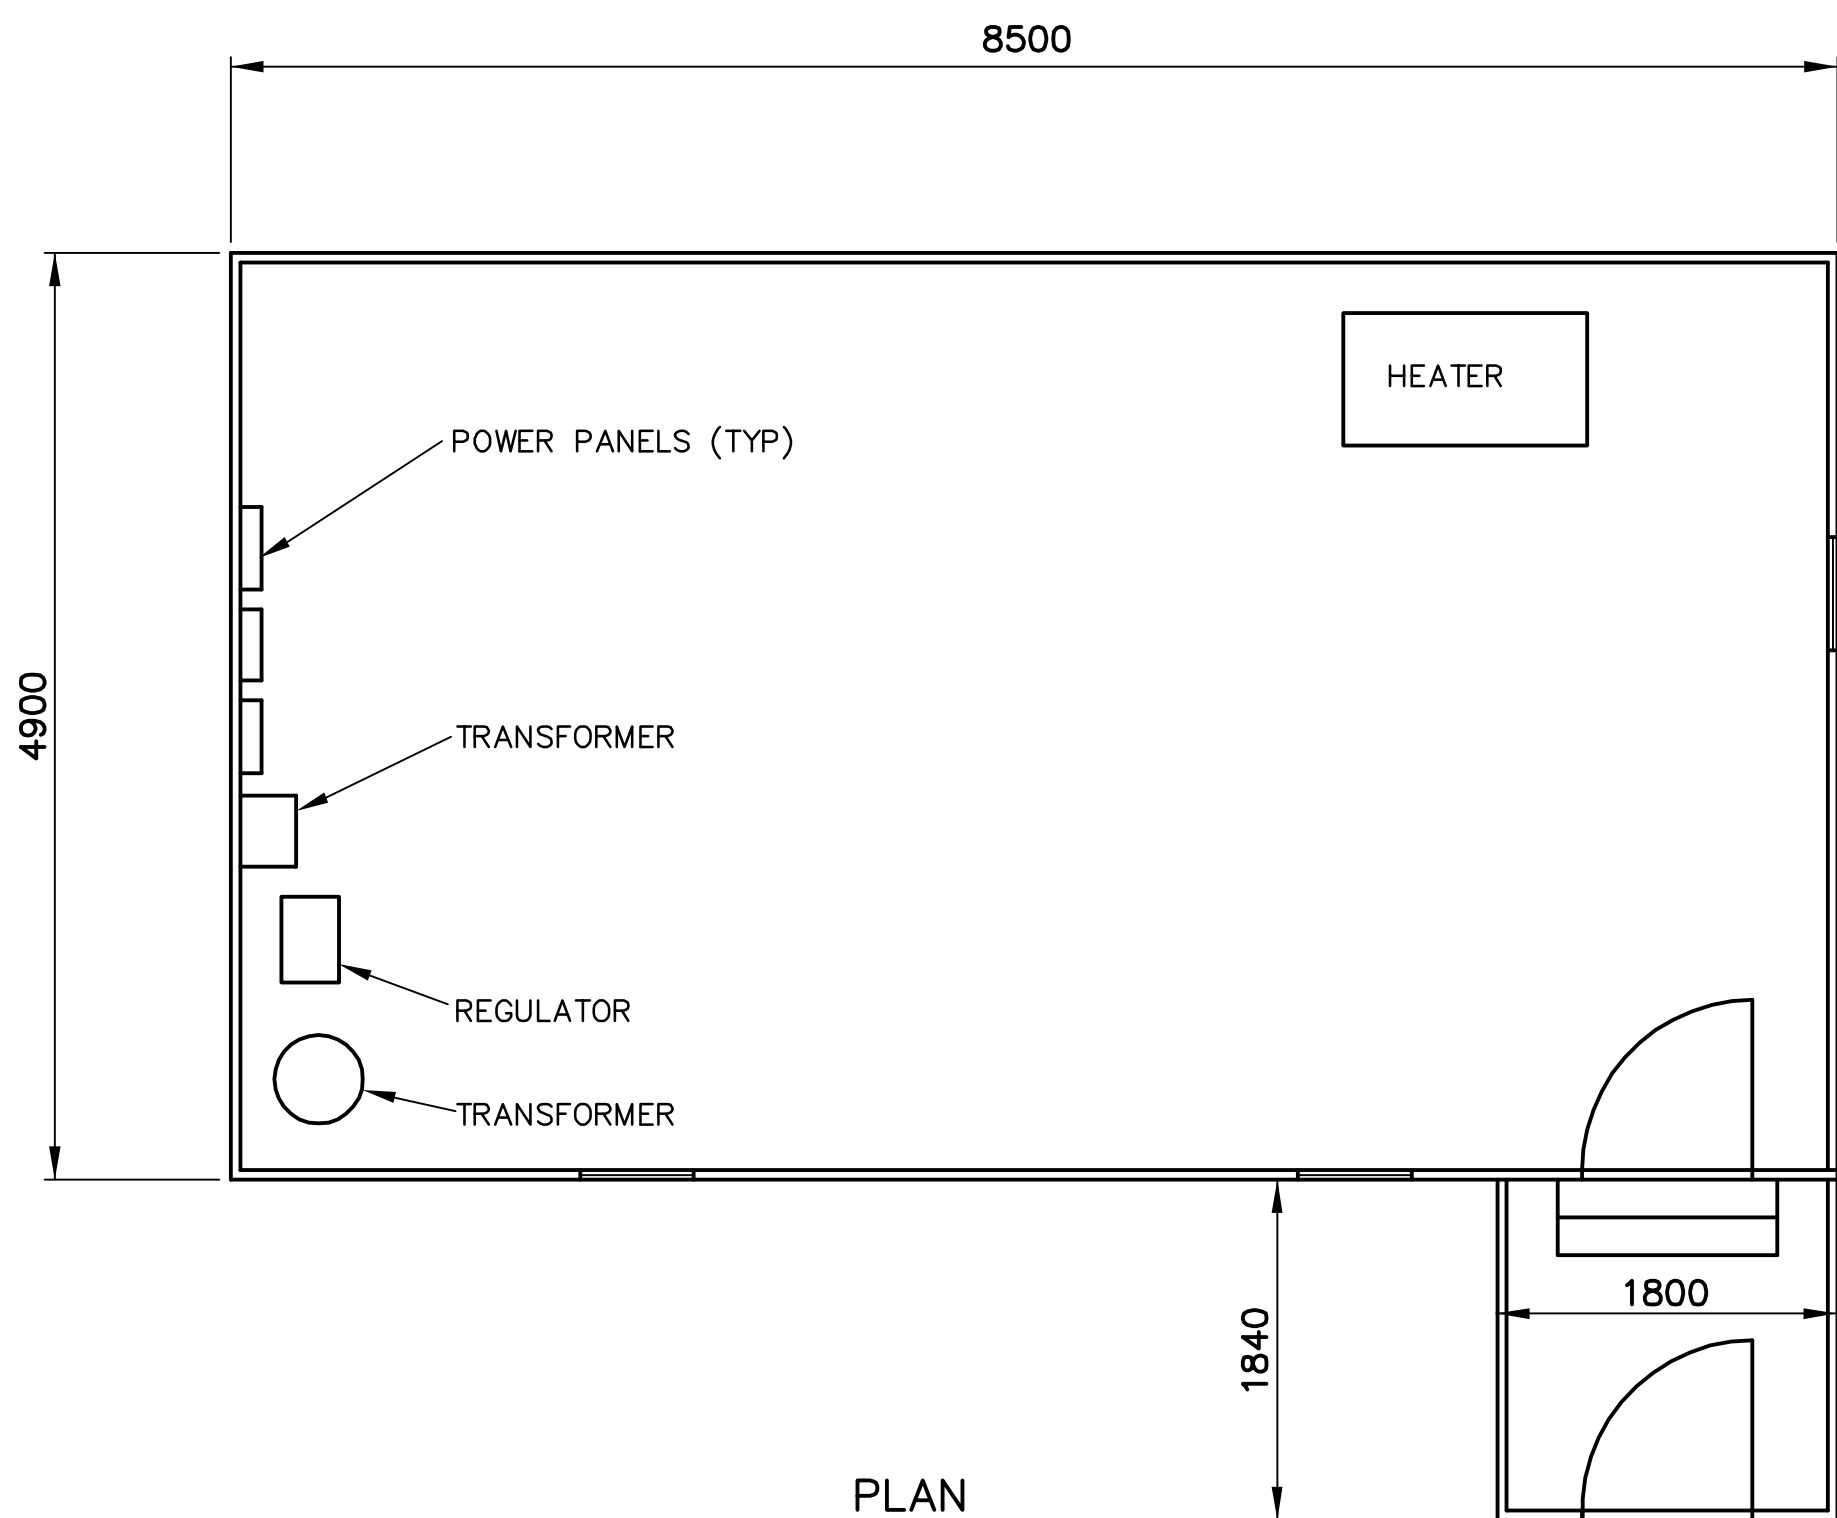 8500
HEATER
POWER PANELS (TYP)
4900
TRANSFORMER
REGULATOR
TRANSFORMER
1800
1840
PLAN